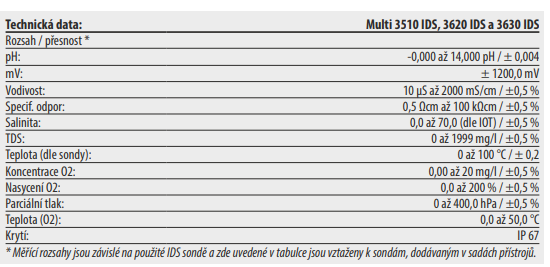 Technická data: Multi 3510 IDS, 3620 IDS a 3630 IDS
Rozsah / přesnost *
pH: -0,000 až 14,000 pH / ± 0,004
mV: ± 1200,0 mV
Vodivost: 10 µS až 2000 mS/cm / ±0,5 %
Specif. odpor: 0,5 Ωcm až 100 kΩcm / ±0,5 %
Salinita: 0,0 až 70,0 (dle IOT) / ±0,5 %
TDS: 0 až 1999 mg/l / ±0,5 %
Teplota (dle sondy): 0 až 100 °C / ± 0,2
Koncentrace O2: 0,00 až 20 mg/l / ±0,5 %
Nasycení O2: 0,0 až 200 % / ±0,5 %
Parciální tlak: 0 až 400,0 hPa / ±0,5 %
Teplota (O2): 0,0 až 50,0 °C
Krytí: IP 67
* Měřící rozsahy jsou závislé na použité IDS sondě a zde uvedené v tabulce jsou vztaženy k sondám, dodávaným v sadách přístrojů.